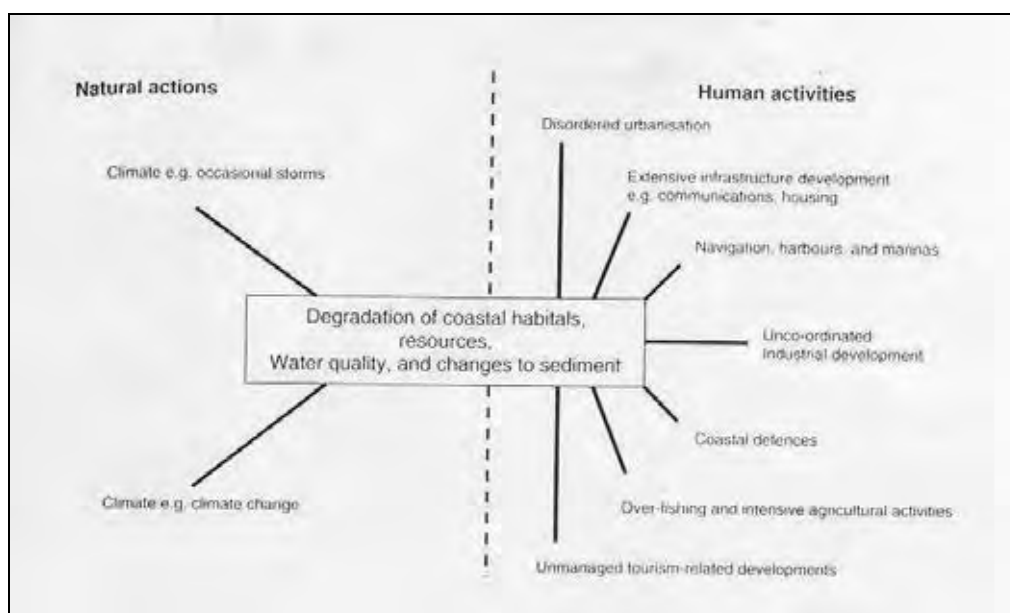 Natural actions
Human activities
Disordered urbanisation
Climate e.g. occasional storms
Extensive infrastructure development
e.g. communications, housing
Navigation, harbours, and marinas
Degradation of coastal habitals,
resources,
Water quality, and changes to sediment
Unco-ordinated
Industrial development
Coastal defences
Climate e.g. climate change
Over-fishing and intensive agricultural activities
Unmanaged tourism-related developments